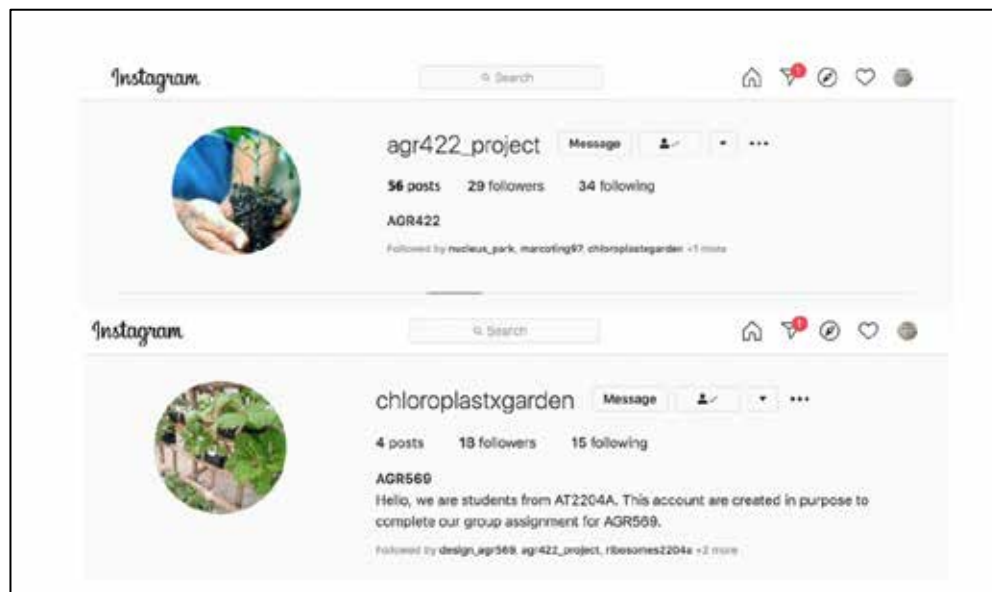 Instagram
Search
1
agr422_project Message
56 posts 29 followers 34 following
AGR422
Followed by nucleus_park, marcoting97, chloroplastxgarden +1 more
Instagram
Search
1
chloroplastxgarden Message
4 posts 18 followers 15 following
AGR569
Hello, we are students from AT2204A. This account are created in purpose to
complete our group assignment for AGR569.
Followed by design_agr569, agr422_project, ribosomes2204a +2 more